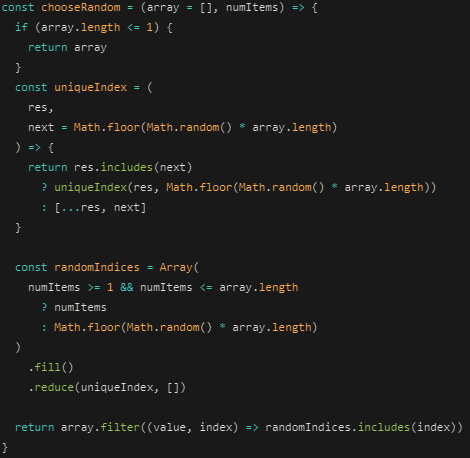 const chooseRandom = (array = [], numItems) => {
  if (array.length <= 1) {
    return array
  }
  const uniqueIndex = (
    res,
    next = Math.floor(Math.random() * array.length)
  ) => {
    return res.includes(next)
      ? uniqueIndex(res, Math.floor(Math.random() * array.length))
      : [...res, next]
  }

  const randomIndices = Array(
    numItems >= 1 && numItems <= array.length
      ? numItems
      : Math.floor(Math.random() * array.length)
  )
    .fill()
    .reduce(uniqueIndex, [])

  return array.filter((value, index) => randomIndices.includes(index))
}